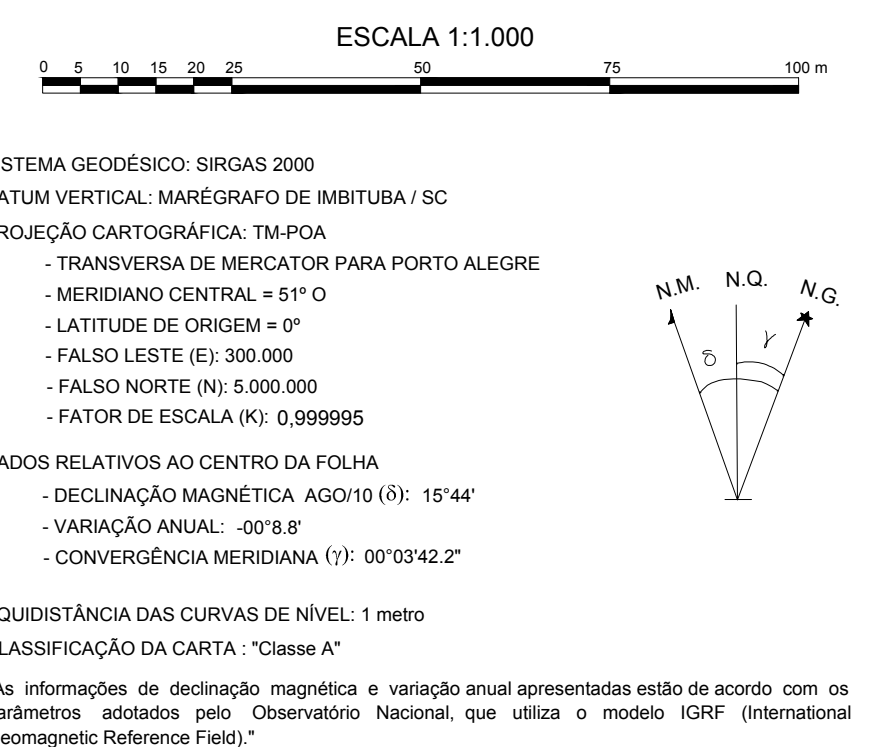 ESCALA 1:1.000
0 5 10 15 20 25 50 75 100 m
ISTEMA GEODÉSICO: SIRGAS 2000
ATUM VERTICAL: MARÉGRAFO DE IMBITUBA / SC
ROJEÇÃO CARTOGRÁFICA: TM-POA
- TRANSVERSA DE MERCATOR PARA PORTO ALEGRE
- MERIDIANO CENTRAL = 51º O
- LATITUDE DE ORIGEM = 0º
- FALSO LESTE (E): 300.000
- FALSO NORTE (N): 5.000.000
- FATOR DE ESCALA (K): 0,999995
N.M. N.Q. N.G.
δ γ
ADOS RELATIVOS AO CENTRO DA FOLHA
- DECLINAÇÃO MAGNÉTICA AGO/10 (δ): 15°44'
- VARIAÇÃO ANUAL: -00°8.8'
- CONVERGÊNCIA MERIDIANA (γ): 00°03'42.2"
QUIDISTÂNCIA DAS CURVAS DE NÍVEL: 1 metro
LASSIFICAÇÃO DA CARTA : "Classe A"
As informações de declinação magnética e variação anual apresentadas estão de acordo com os
arâmetros adotados pelo Observatório Nacional, que utiliza o modelo IGRF (International
eomagnetic Reference Field)."